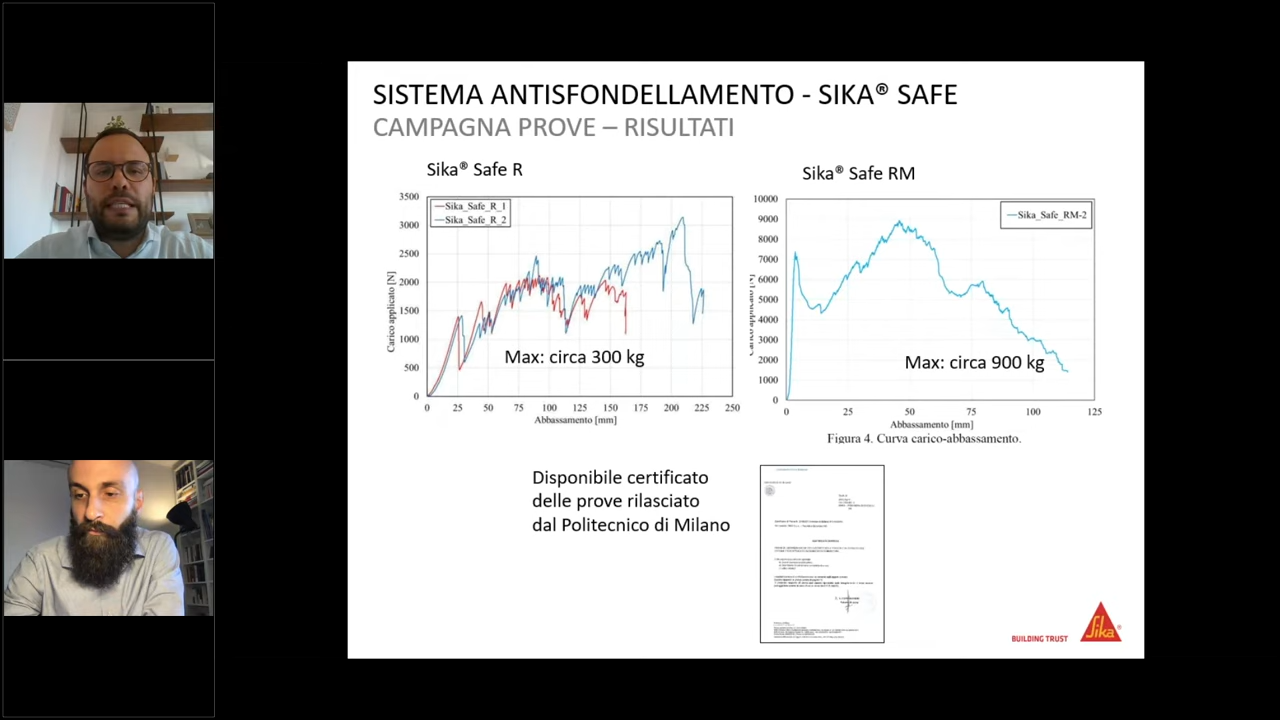 SISTEMA ANTISFONDELLAMENTO - SIKA® SAFE
CAMPAGNA PROVE – RISULTATI
Sika® Safe R
Sika® Safe RM
3500
3000
2500
2000
1500
1000
500
0
Carico applicato [N]
Sika_Safe_R_1
Sika_Safe_R_2
Max: circa 300 kg
0 25 50 75 100 125 150 175 200 225 250
Abbassamento [mm]
10000
9000
8000
7000
6000
5000
4000
3000
2000
1000
0
Carico applicato [N]
Sika_Safe_RM-2
Max: circa 900 kg
0 25 50 75 100 125
Abbassamento [mm]
Figura 4. Curva carico-abbassamento.
Disponibile certificato
delle prove rilasciato
dal Politecnico di Milano
BUILDING TRUST
Sika®